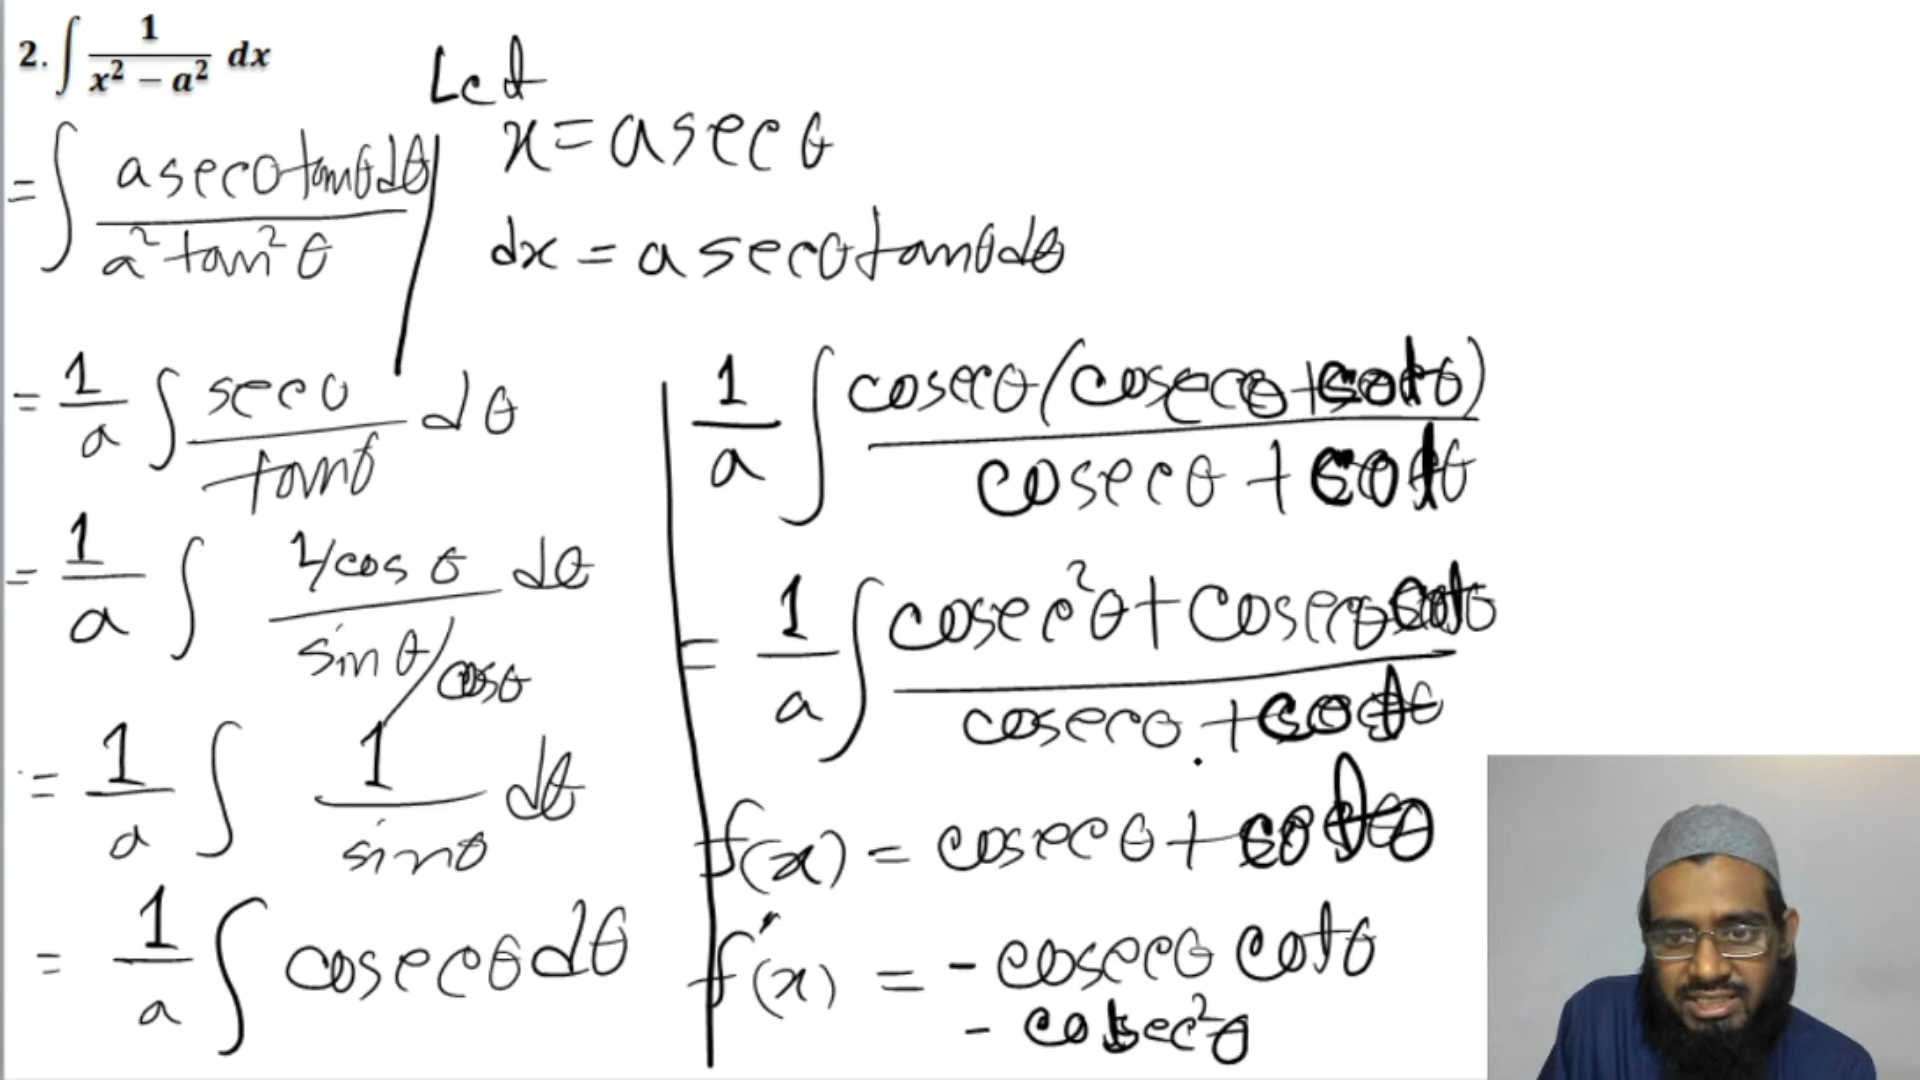 2. ∫ 1/(x² − a²) dx
Let
x = a sec θ
dx = a secθ tanθ dθ
= ∫ a secθ tanθ dθ / a² tan² θ
= 1/a ∫ secθ / tanθ dθ
= 1/a ∫ 1/cos θ / sin θ/cosθ dθ
= 1/a ∫ 1 / sinθ dθ
= 1/a ∫ cosecθ dθ
1/a ∫ cosecθ (cosecθ + cotθ) / cosecθ + cotθ
= 1/a ∫ cosec²θ + cosecθ cotθ / cosecθ + cotθ
f(x) = cosecθ + cotθ
f'(x) = - cosecθ cotθ
- cosec²θ